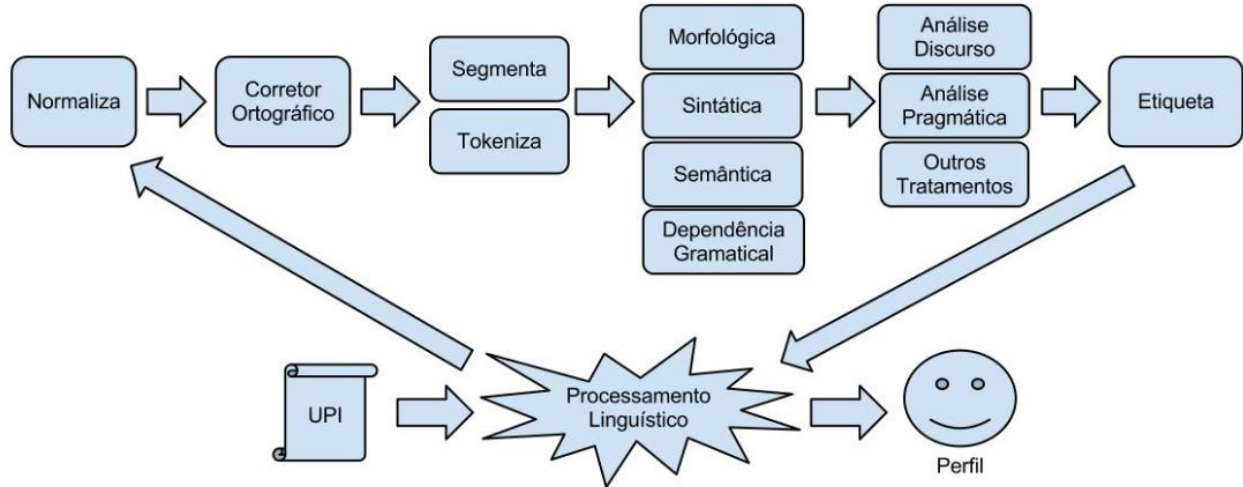 Normaliza
Corretor
Ortográfico
Segmenta
Tokeniza
Morfológica
Sintática
Semântica
Dependência
Gramatical
Análise
Discurso
Análise
Pragmática
Outros
Tratamentos
Etiqueta
UPI
Processamento
Linguístico
Perfil